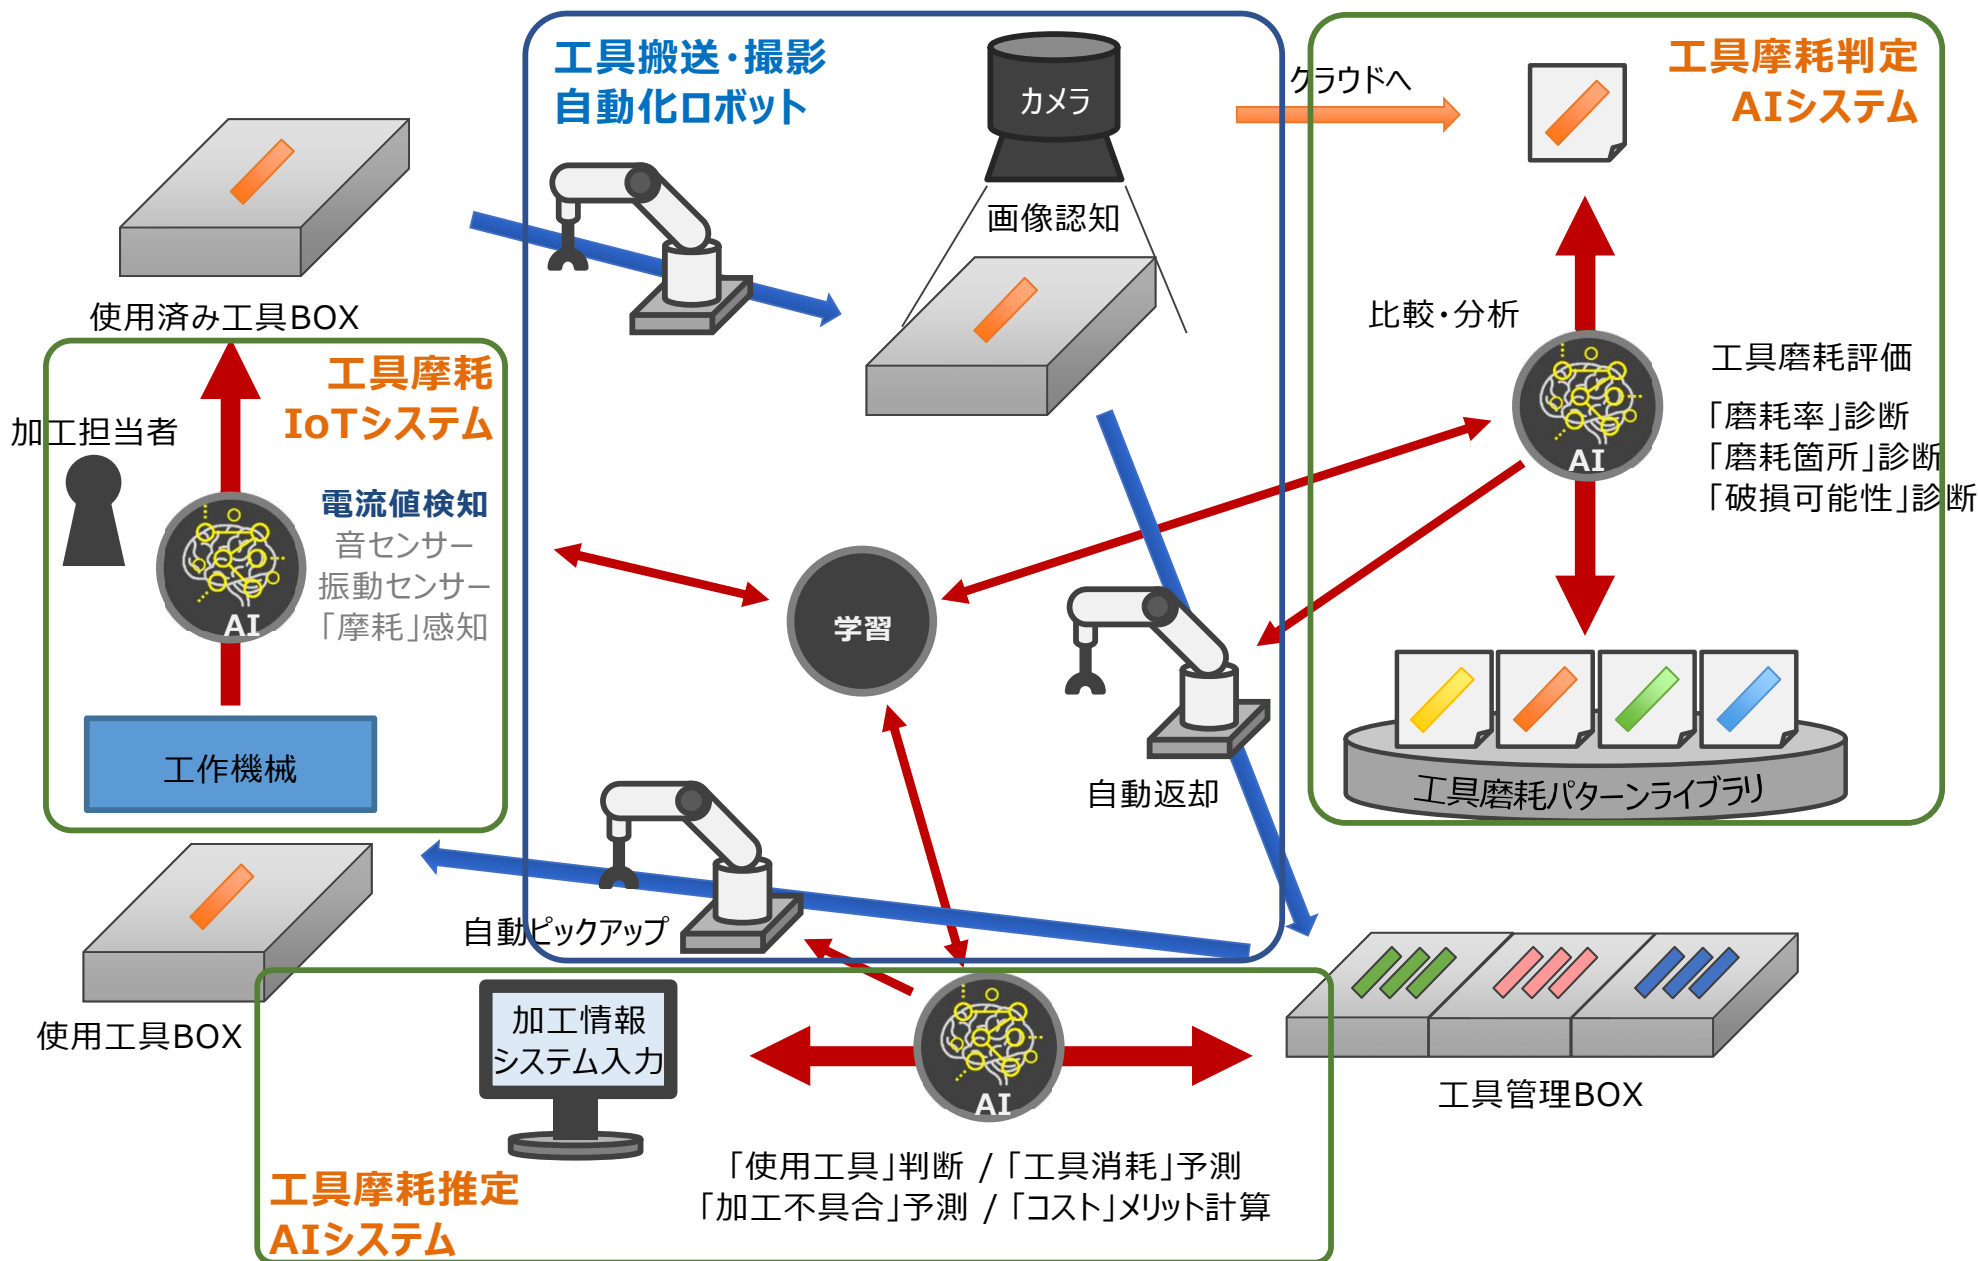 工具搬送・撮影
自動化ロボット
カメラ
画像認知
クラウドへ
工具摩耗判定
AIシステム
使用済み工具BOX
比較・分析
工具磨耗評価
「磨耗率」診断
「磨耗箇所」診断
「破損可能性」診断
AI
工具摩耗
IoTシステム
加工担当者
電流値検知
音センサー
振動センサー
「摩耗」感知
AI
工作機械
学習
自動返却
工具磨耗パターンライブラリ
自動ピックアップ
使用工具BOX
加工情報
システム入力
AI
工具管理BOX
「使用工具」判断 / 「工具消耗」予測
「加工不具合」予測 / 「コスト」メリット計算
工具摩耗推定
AIシステム